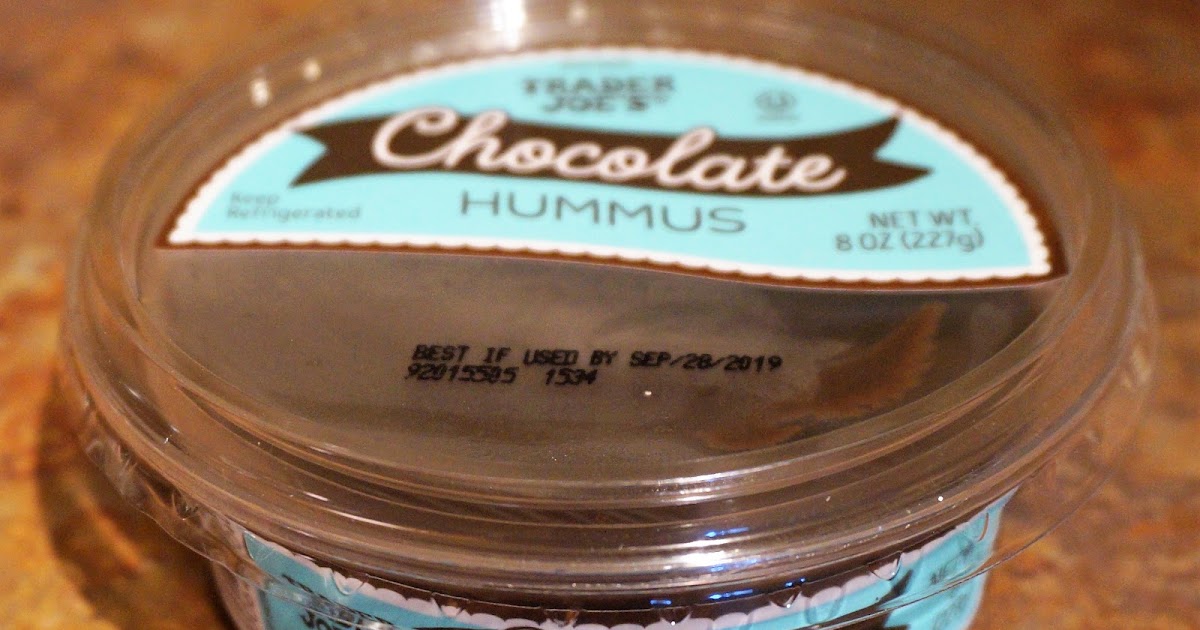 TRADER
JOE'S
Chocolate
HUMMUS
Keep
Refrigerated
NET WT.
8 OZ (227g)
BEST IF USED BY SEP/28/2019
92015505 1534